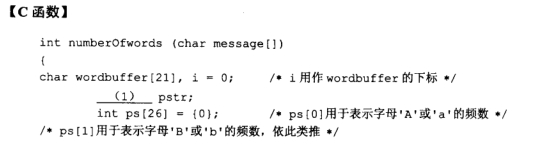 【C 函数】
int numberOfwords (char message[])
{
char wordbuffer[21], i = 0; /* i 用作 wordbuffer 的下标 */
(1) pstr;
int ps[26] = {0}; /* ps[0]用于表示字母'A'或'a'的频数 */
/* ps[1]用于表示字母'B'或'b'的频数，依此类推 */